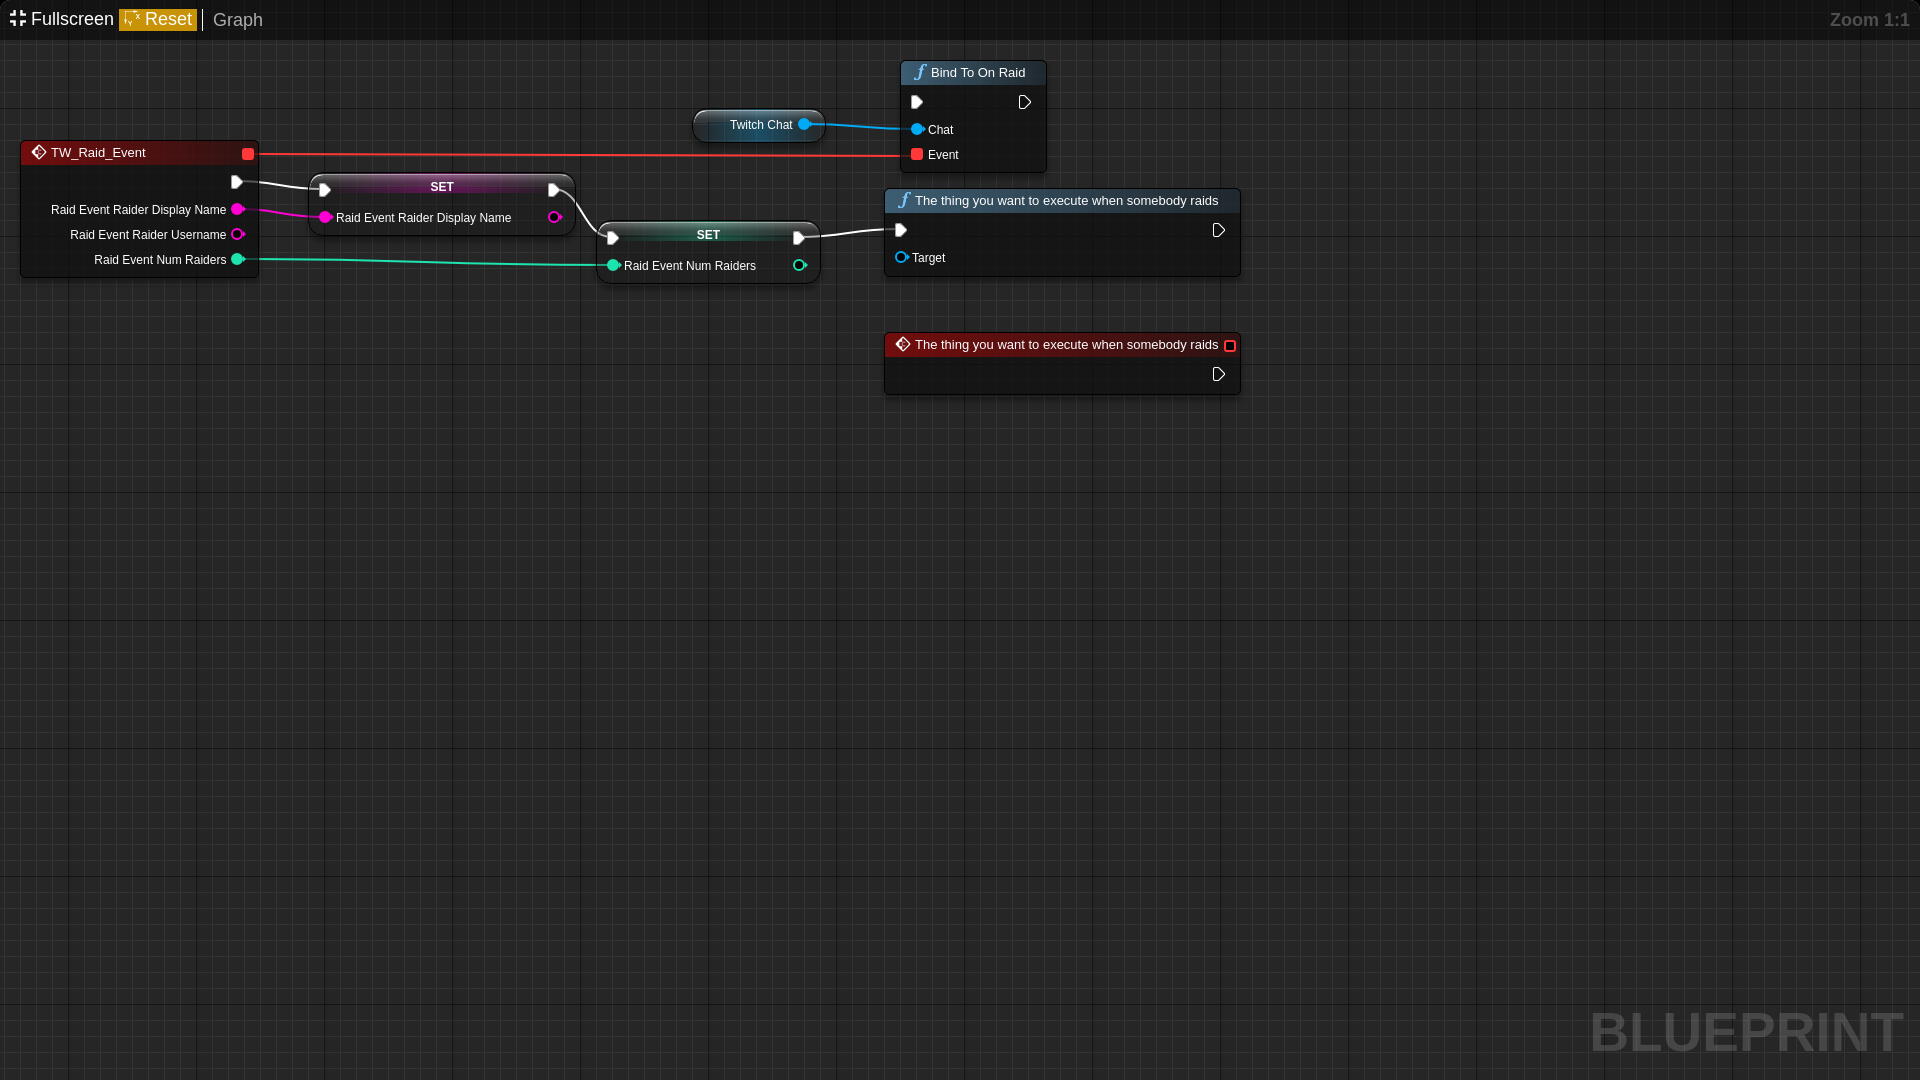 Fullscreen Reset Graph
Zoom 1:1
Bind To On Raid
Twitch Chat
Chat
Event
TW_Raid_Event
Raid Event Raider Display Name
Raid Event Raider Username
Raid Event Num Raiders
SET
Raid Event Raider Display Name
SET
Raid Event Num Raiders
The thing you want to execute when somebody raids
Target
The thing you want to execute when somebody raids
BLUEPRINT